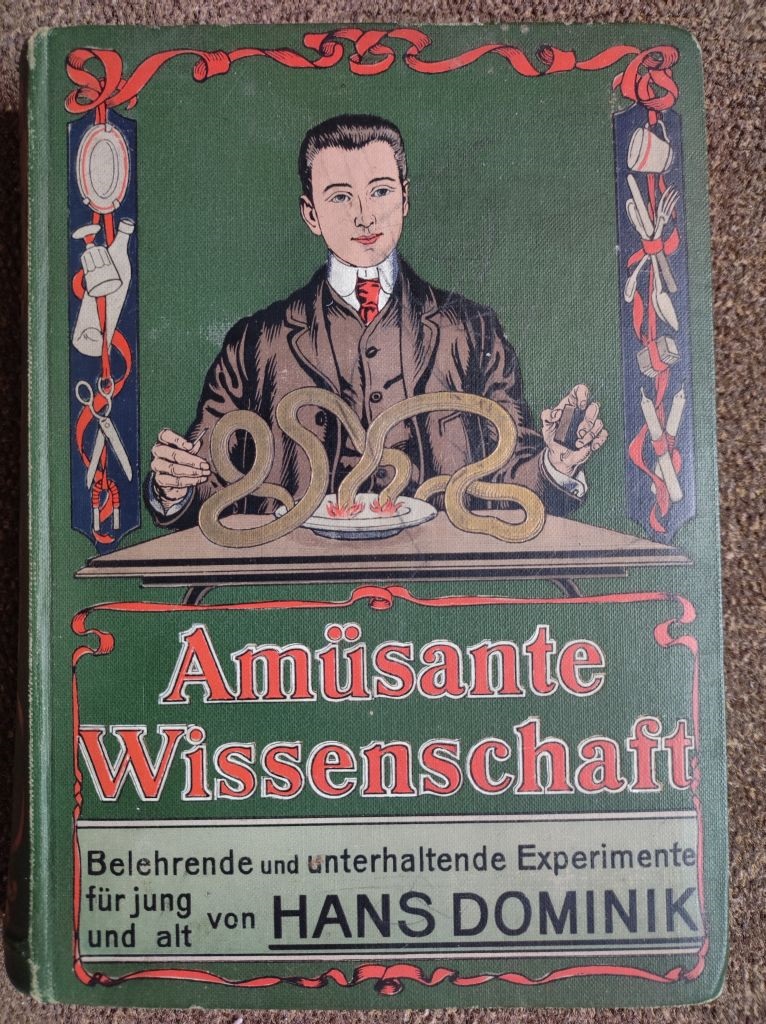 Amüsante
Wissenschaft
Belehrende und unterhaltende Experimente
für jung
und alt von HANS DOMINIK